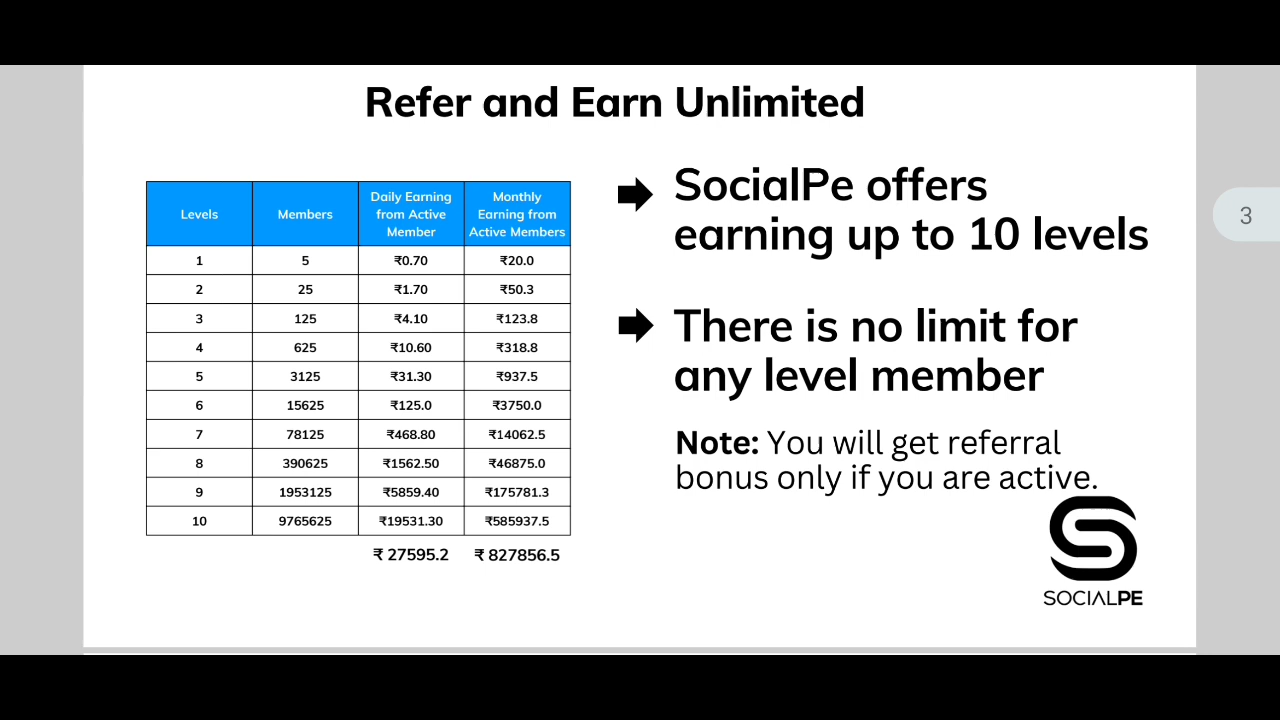 Refer and Earn Unlimited
Levels Members Daily Earning from Active Member Monthly Earning from Active Members
1 5 ₹0.70 ₹20.0
2 25 ₹1.70 ₹50.3
3 125 ₹4.10 ₹123.8
4 625 ₹10.60 ₹318.8
5 3125 ₹31.30 ₹937.5
6 15625 ₹125.0 ₹3750.0
7 78125 ₹468.80 ₹14062.5
8 390625 ₹1562.50 ₹46875.0
9 1953125 ₹5859.40 ₹175781.3
10 9765625 ₹19531.30 ₹585937.5
₹ 27595.2 ₹ 827856.5
SocialPe offers
earning up to 10 levels
There is no limit for
any level member
Note: You will get referral
bonus only if you are active.
SOCIALPE
3